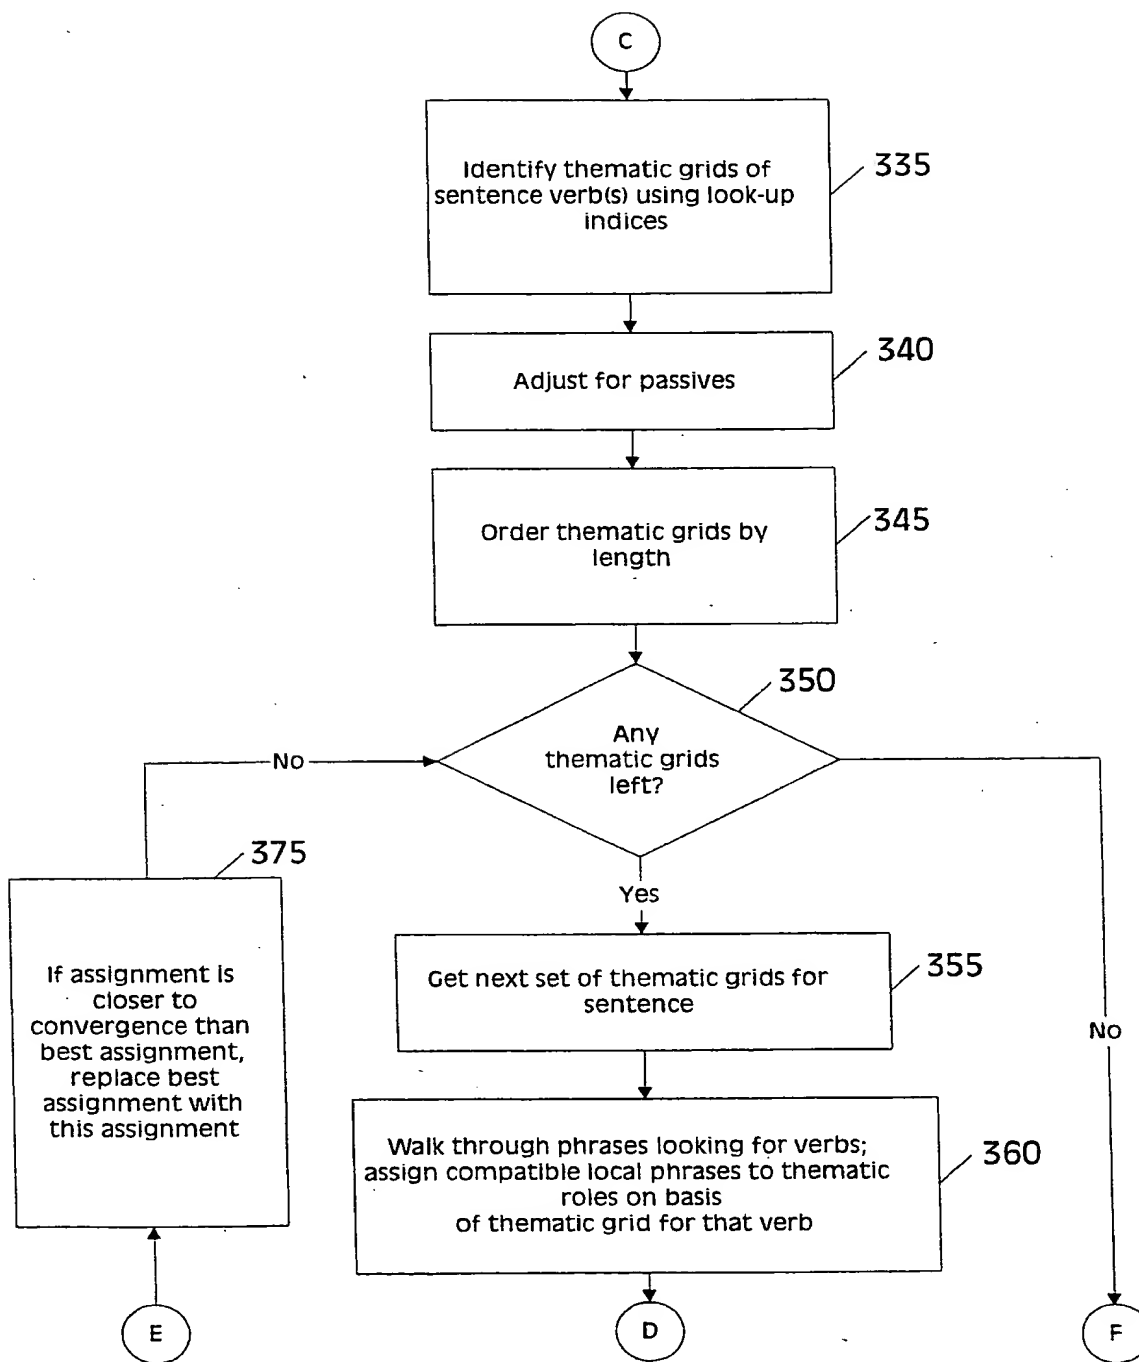 C
Identify thematic grids of
sentence verb(s) using look-up
indices
335
Adjust for passives
340
Order thematic grids by
length
345
350
Any
thematic grids
left?
No
375
Yes
If assignment is
closer to
convergence than
best assignment,
replace best
assignment with
this assignment
Get next set of thematic grids for
sentence
355
No
Walk through phrases looking for verbs;
assign compatible local phrases to thematic
roles on basis
of thematic grid for that verb
360
E
D
F